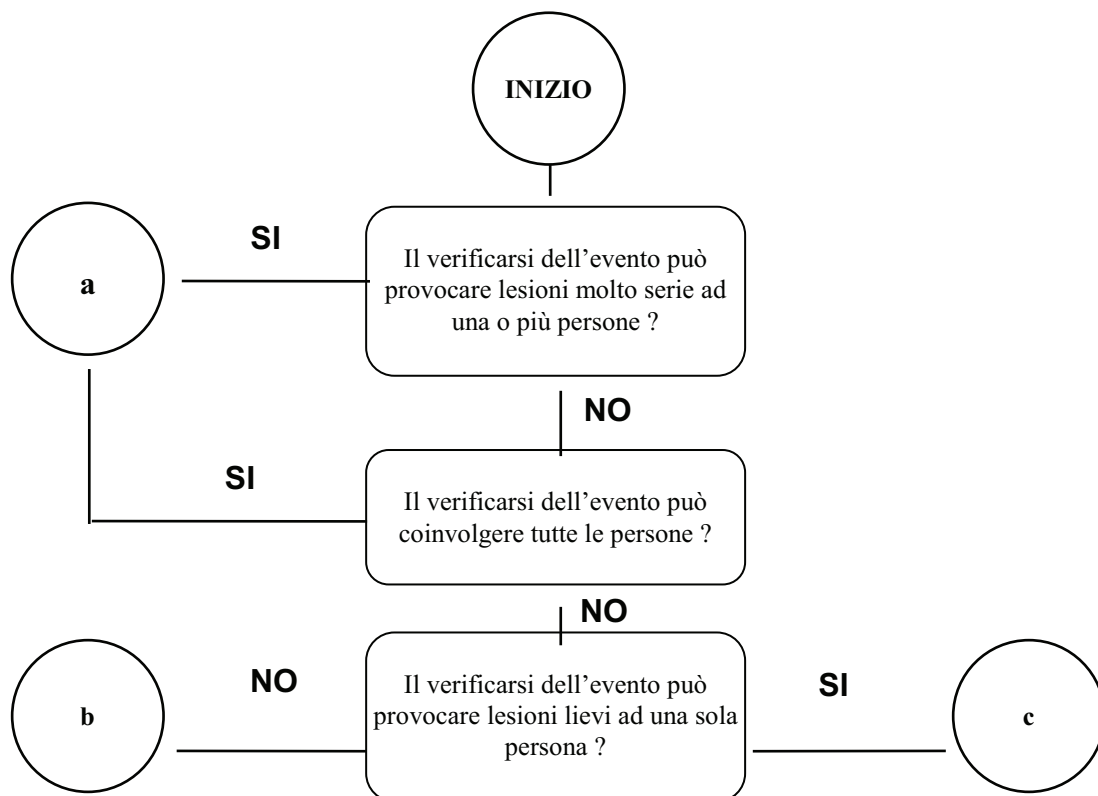 INIZIO
SI
a
Il verificarsi dell’evento può
provocare lesioni molto serie ad
una o più persone ?
NO
SI
Il verificarsi dell’evento può
coinvolgere tutte le persone ?
NO
b
NO
Il verificarsi dell’evento può
provocare lesioni lievi ad una sola
persona ?
SI
c